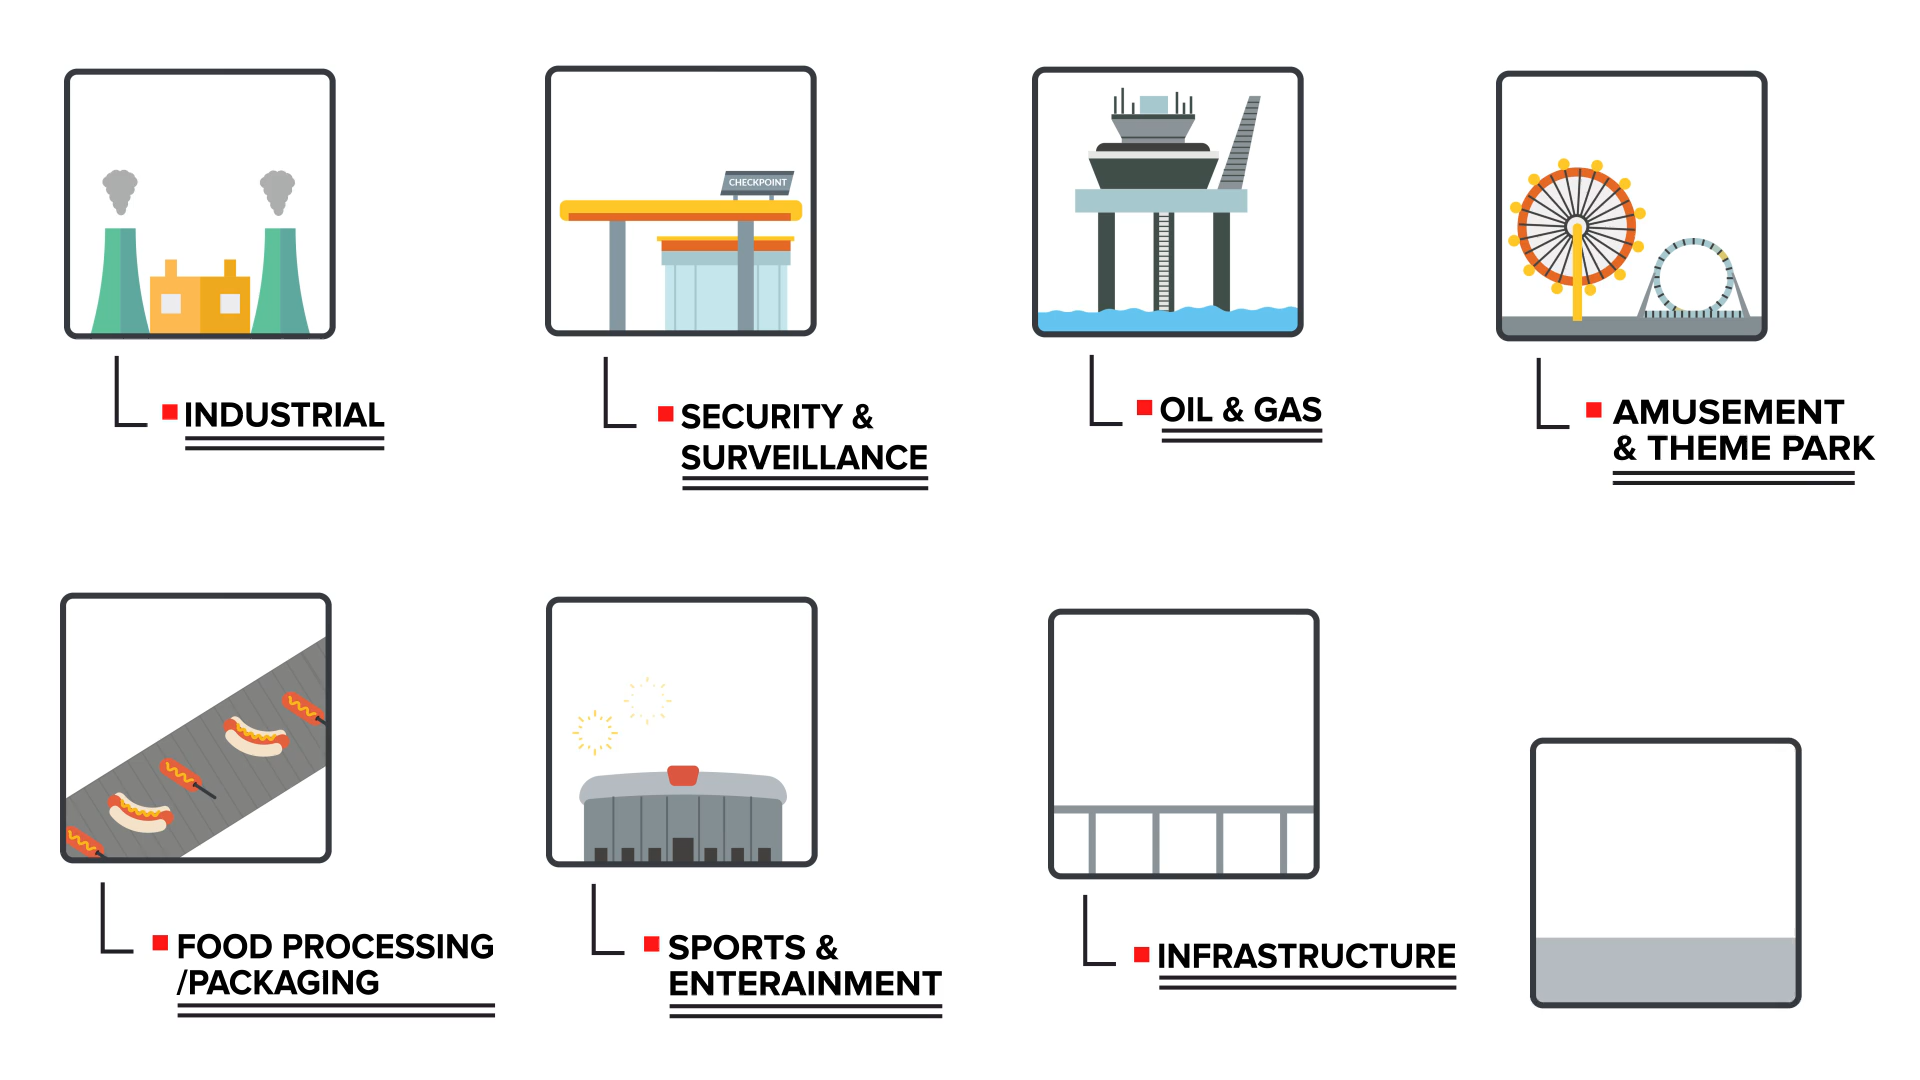 CHECKPOINT
INDUSTRIAL
SECURITY &
SURVEILLANCE
OIL & GAS
AMUSEMENT
& THEME PARK
FOOD PROCESSING
/PACKAGING
SPORTS &
ENTERAINMENT
INFRASTRUCTURE